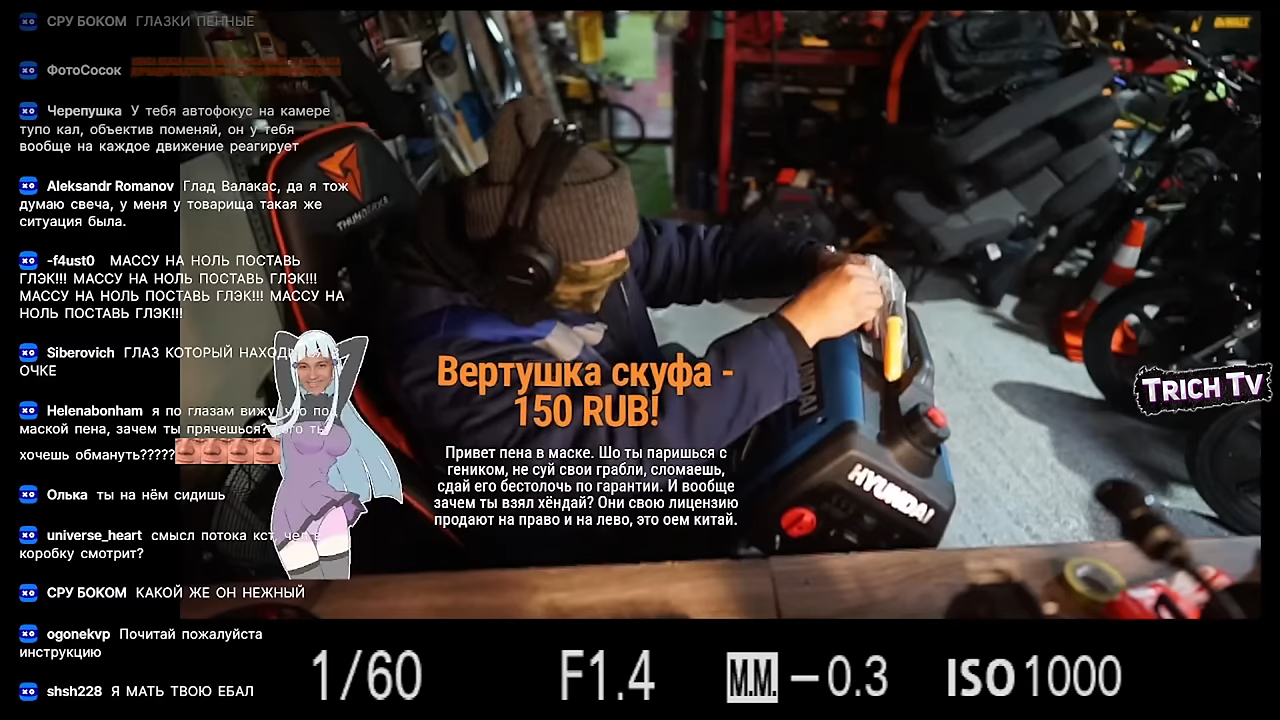 СРУ БОКОМ ГЛАЗКИ ПЕННЫЕ
ФотоСосок
Черепушка У тебя автофокус на камере
тупо кал, объектив поменяй, он у тебя
вообще на каждое движение реагирует
Aleksandr Romanov Глад Валакас, да я тож
думаю свеча, у меня у товарища такая же
ситуация была.
-f4ust0 МАССУ НА НОЛЬ ПОСТАВЬ
ГЛЭК!!! МАССУ НА НОЛЬ ПОСТАВЬ ГЛЭК!!!
МАССУ НА НОЛЬ ПОСТАВЬ ГЛЭК!!! МАССУ НА
НОЛЬ ПОСТАВЬ ГЛЭК!!!
Siberovich ГЛАЗ КОТОРЫЙ
ОЧКЕ
Helenabonham я по глазам вижу, что под
маской пена, зачем ты прячешься?
хочешь обмануть?????
Олька ты на нём сидишь
universe_heart смысл потока кст, чел в
коробку смотрит?
СРУ БОКОМ КАКОЙ ЖЕ ОН НЕЖНЫЙ
ogonekvp Почитай пожалуйста
инструкцию
shsh228 Я МАТЬ ТВОЮ ЕБАЛ
THUNDERX3
DEWALT
Вертушка скуфа -
150 RUB!
Привет пена в маске. Шо ты паришься с
геником, не суй свои грабли, сломаешь,
сдай его бестолочь по гарантии. И вообще
зачем ты взял хёндай? Они свою лицензию
продают на право и на лево, это оем китай.
HYUNDAI
HYUNDAI
TRICH TV
1/60 F1.4 M.M. –0.3 ISO 1000